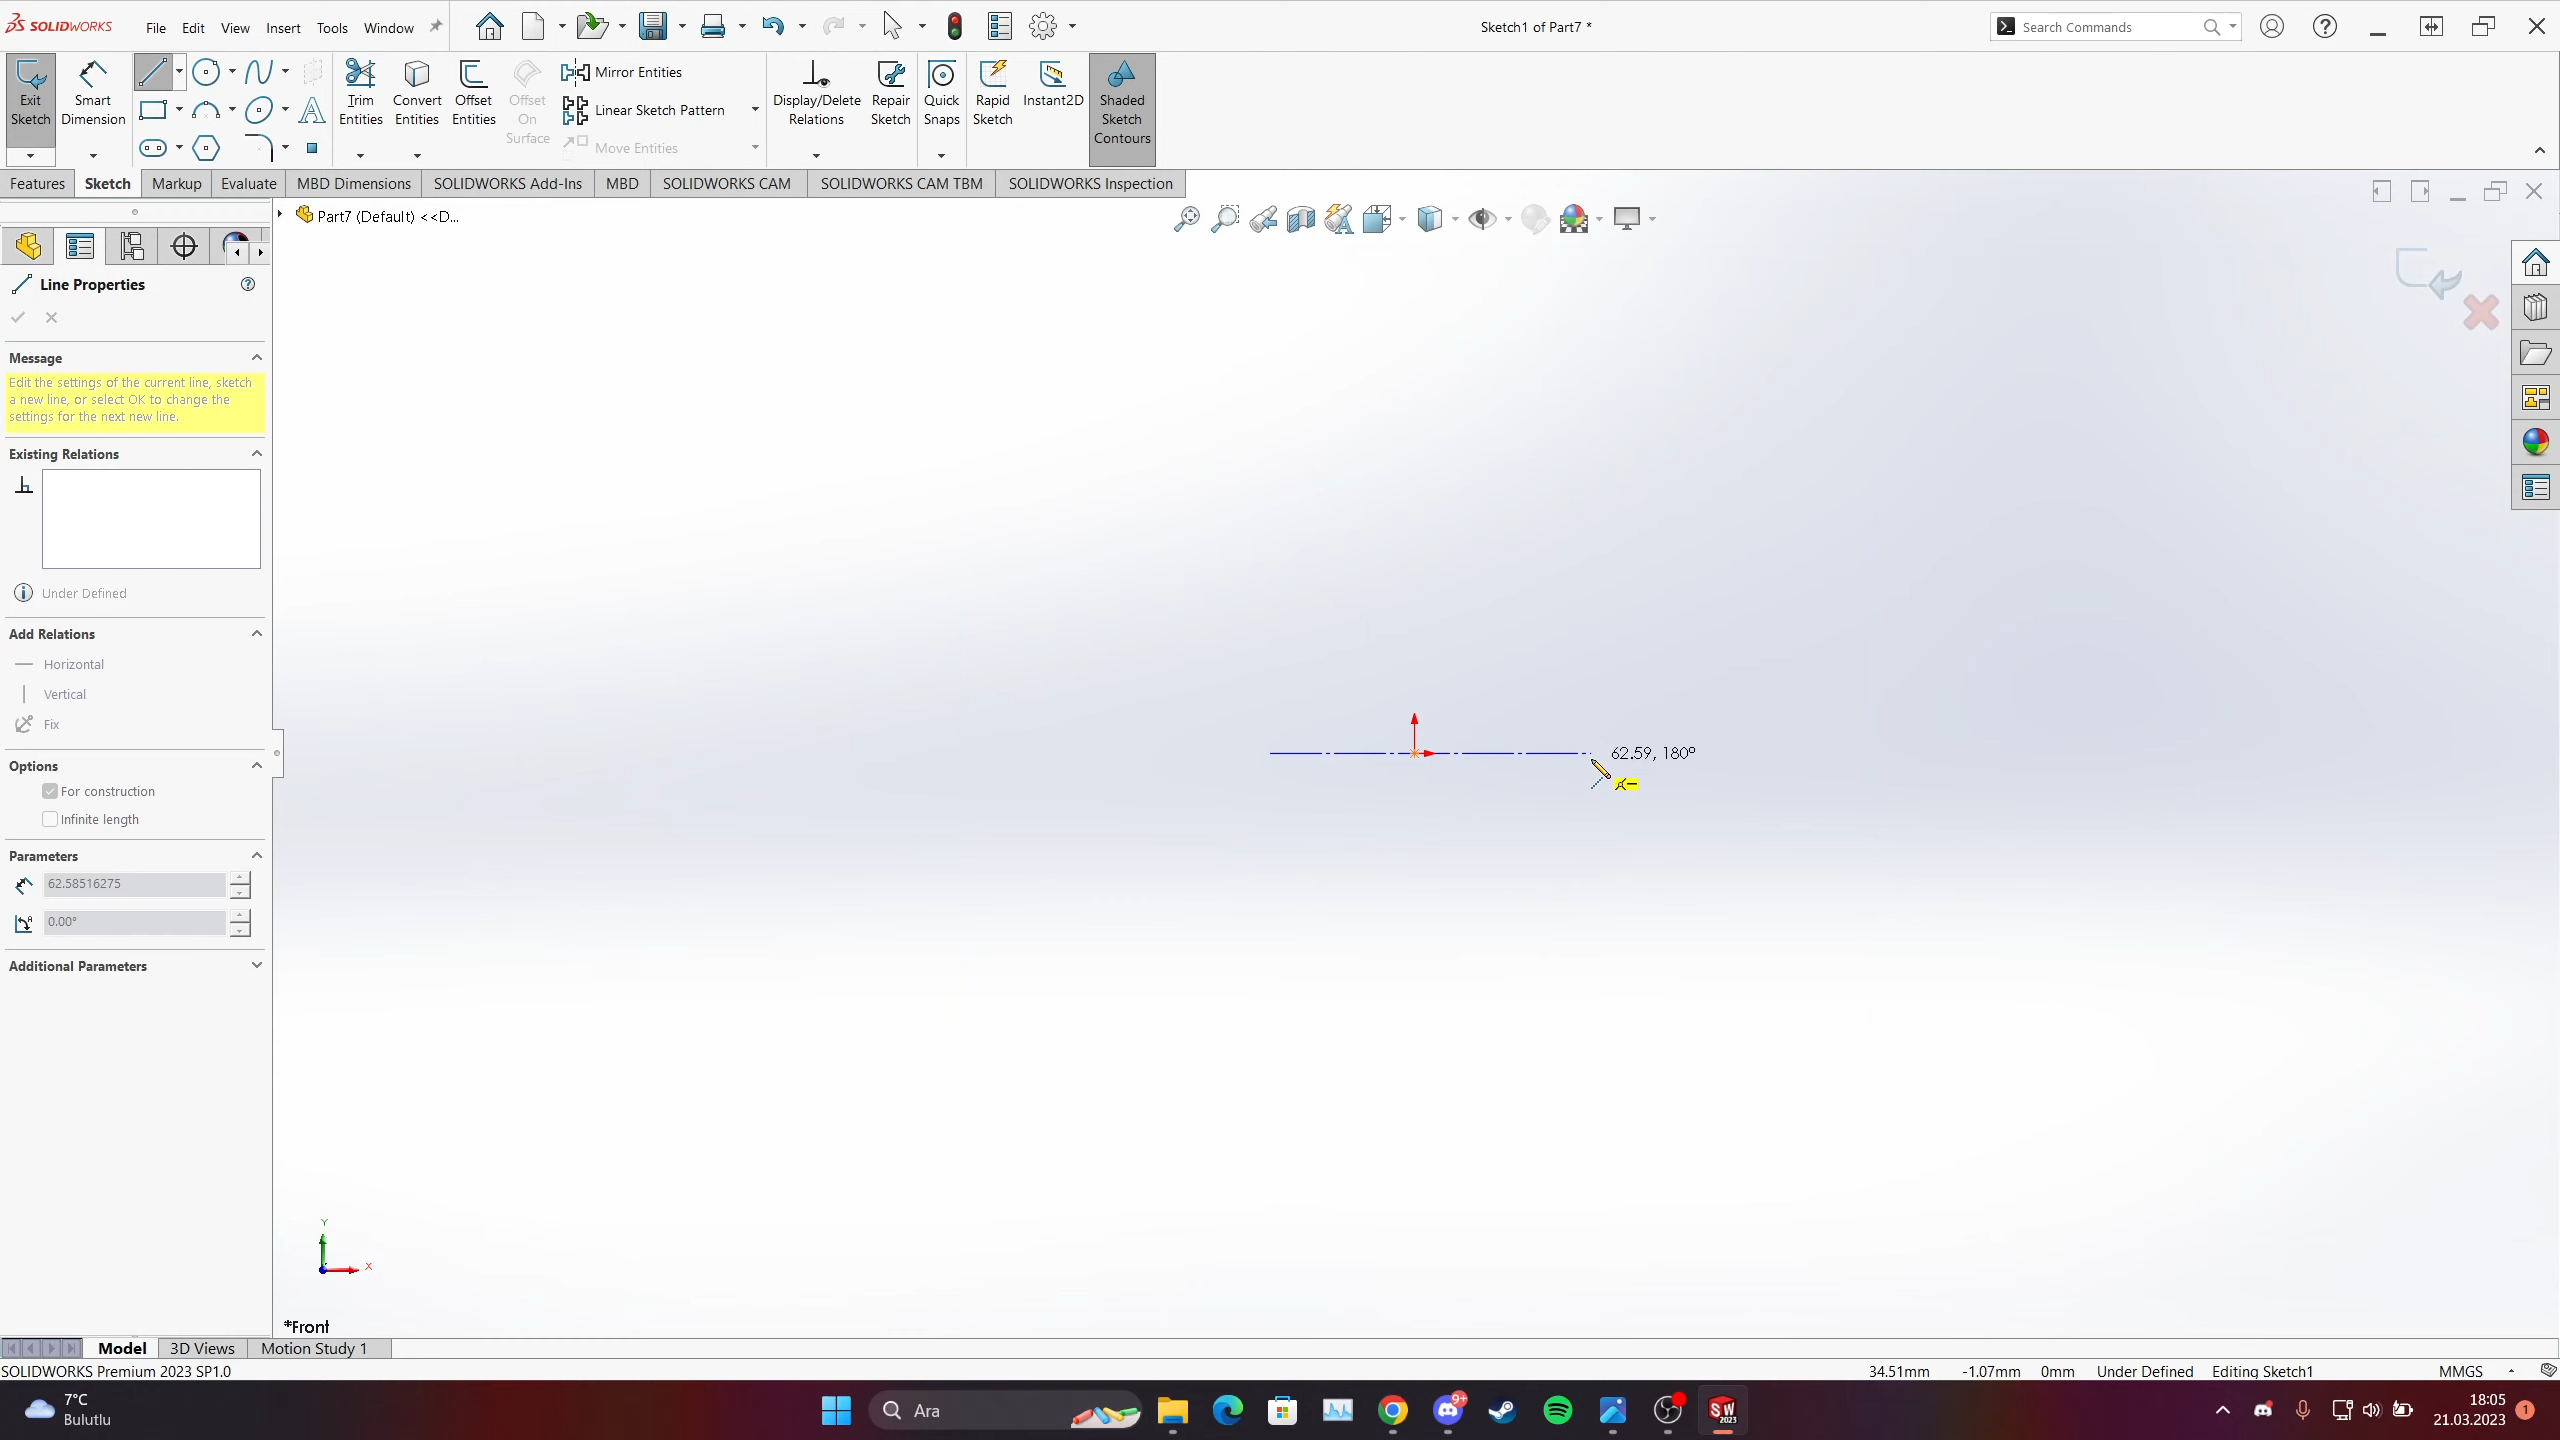 SOLIDWORKS File Edit View Insert Tools Window
Sketch1 of Part7 *
Search Commands
Exit Sketch
Smart Dimension
Trim Entities
Convert Entities
Offset Entities
Offset On Surface
Mirror Entities
Linear Sketch Pattern
Move Entities
Display/Delete Relations
Repair Sketch
Quick Snaps
Rapid Sketch
Instant2D
Shaded Sketch Contours
Features Sketch Markup Evaluate MBD Dimensions SOLIDWORKS Add-Ins MBD SOLIDWORKS CAM SOLIDWORKS CAM TBM SOLIDWORKS Inspection
Part7 (Default) <<D...
Line Properties
Message
Edit the settings of the current line, sketch
a new line, or select OK to change the
settings for the next new line.
Existing Relations
Under Defined
Add Relations
Horizontal
Vertical
Fix
Options
For construction
Infinite length
Parameters
62.58516275
0.00°
Additional Parameters
62.59, 180°
Y
X
*Front
Model 3D Views Motion Study 1
SOLIDWORKS Premium 2023 SP1.0
34.51mm -1.07mm 0mm Under Defined Editing Sketch1 MMGS
7°C
Bulutlu
Ara
9+
SW
2023
18:05
21.03.2023
1